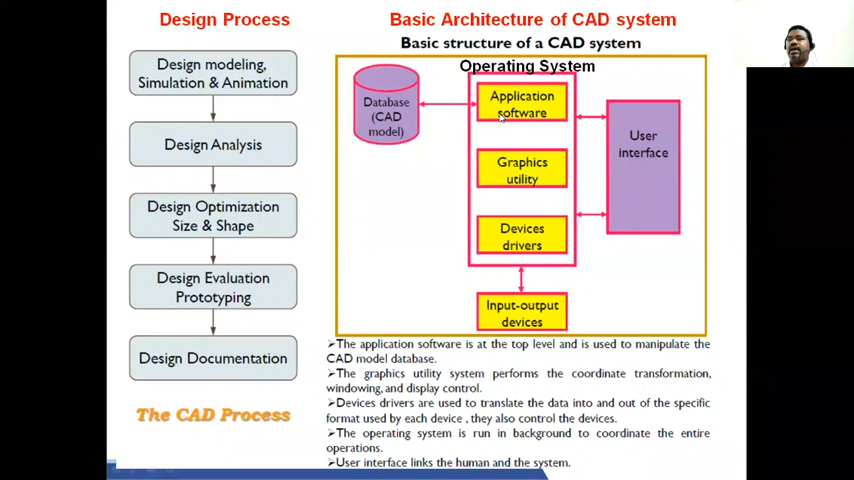 Design Process
Design modeling,
Simulation & Animation
Design Analysis
Design Optimization
Size & Shape
Design Evaluation
Prototyping
Design Documentation
The CAD Process
Basic Architecture of CAD system
Basic structure of a CAD system
Operating System
Database
(CAD
model)
Application
software
Graphics
utility
Devices
drivers
Input-output
devices
User
interface
➢The application software is at the top level and is used to manipulate the
CAD model database.
➢The graphics utility system performs the coordinate transformation,
windowing, and display control.
➢Devices drivers are used to translate the data into and out of the specific
format used by each device , they also control the devices.
➢The operating system is run in background to coordinate the entire
operations.
➢User interface links the human and the system.